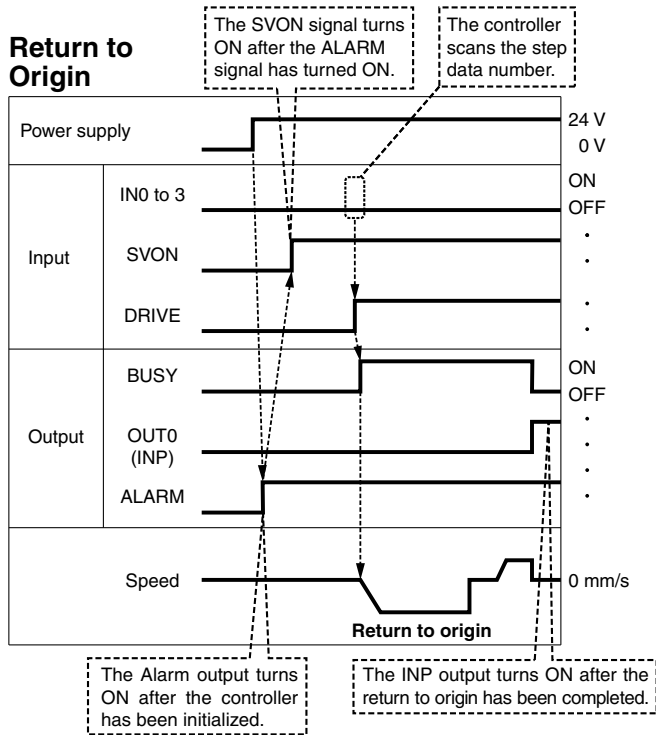 Return to
Origin
The SVON signal turns
ON after the ALARM
signal has turned ON.
The controller
scans the step
data number.
Power supply
24 V
0 V
Input
IN0 to 3
ON
OFF
SVON
DRIVE
Output
BUSY
ON
OFF
OUT0
(INP)
ALARM
Speed
0 mm/s
Return to origin
The Alarm output turns
ON after the controller
has been initialized.
The INP output turns ON after the
return to origin has been completed.